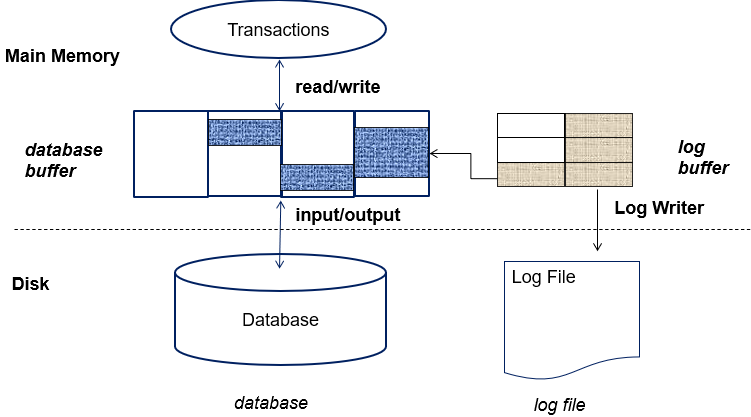 Transactions
Main Memory
read/write
database
buffer
log
buffer
input/output
Log Writer
Disk
Log File
Database
database
log file